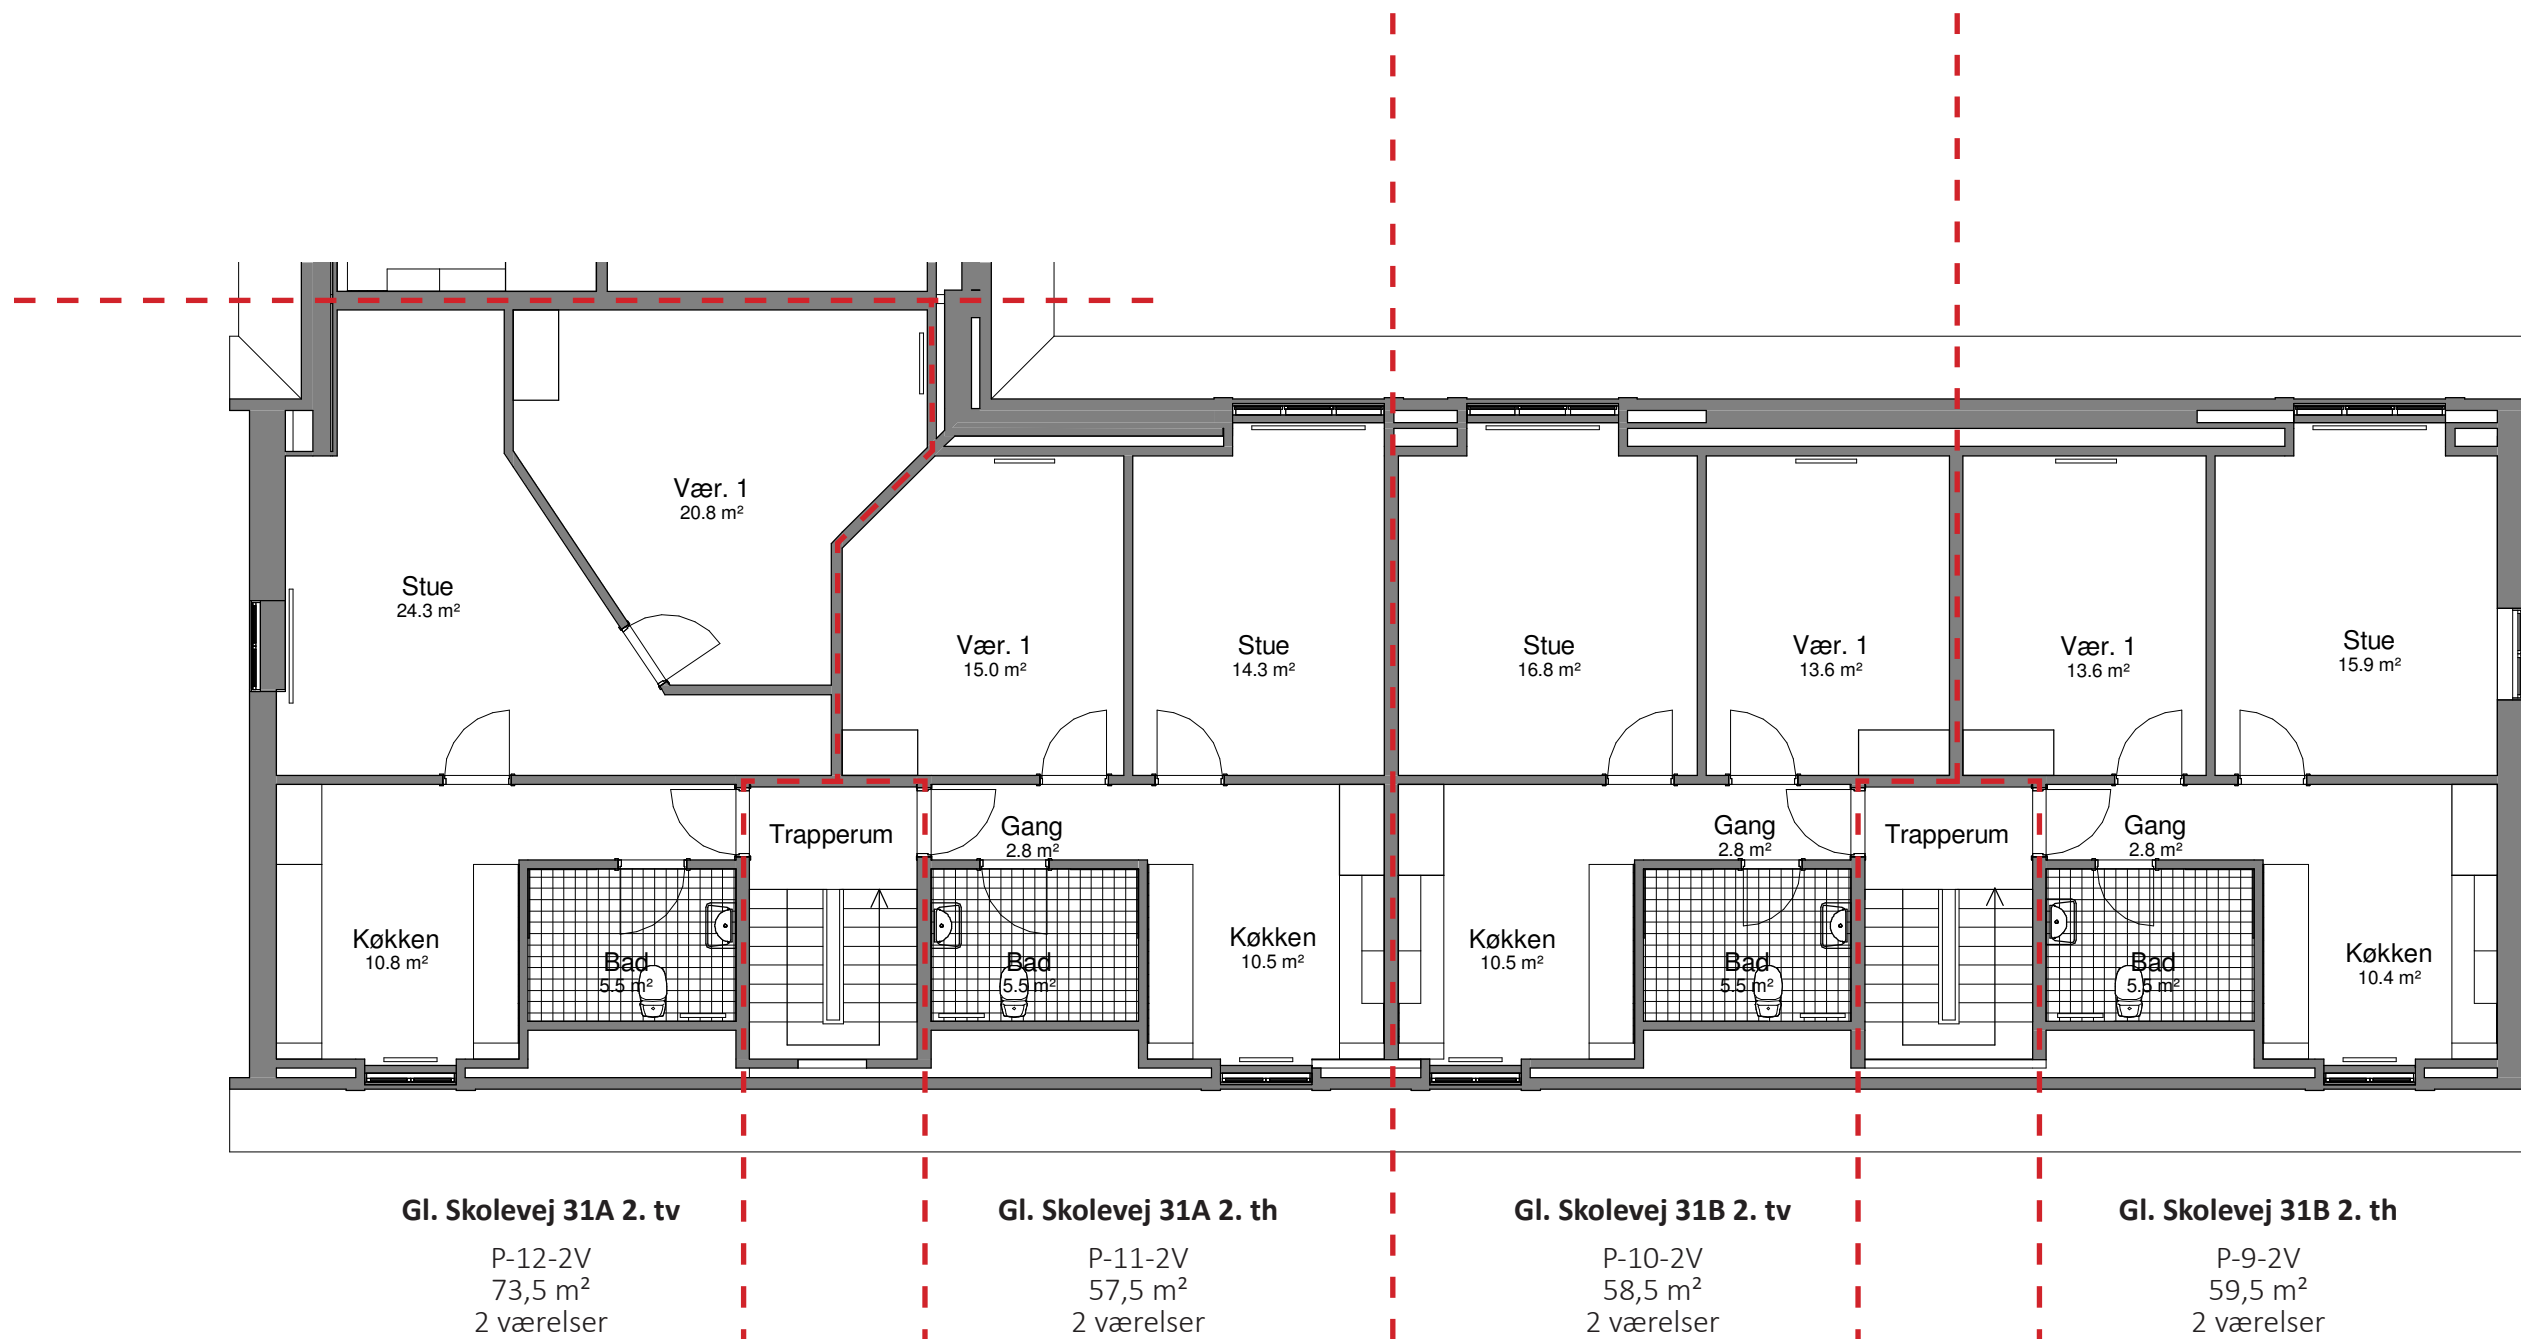 Vær. 1
20.8 m²
Stue
24.3 m²
Vær. 1
15.0 m²
Stue
14.3 m²
Stue
16.8 m²
Vær. 1
13.6 m²
Vær. 1
13.6 m²
Stue
15.9 m²
Trapperum
Gang
2.8 m²
Gang
2.8 m²
Trapperum
Gang
2.8 m²
Køkken
10.8 m²
Bad
5.5 m²
Bad
5.5 m²
Køkken
10.5 m²
Køkken
10.5 m²
Bad
5.5 m²
Bad
5.5 m²
Køkken
10.4 m²
Gl. Skolevej 31A 2. tv
P-12-2V
73,5 m²
2 værelser
Gl. Skolevej 31A 2. th
P-11-2V
57,5 m²
2 værelser
Gl. Skolevej 31B 2. tv
P-10-2V
58,5 m²
2 værelser
Gl. Skolevej 31B 2. th
P-9-2V
59,5 m²
2 værelser